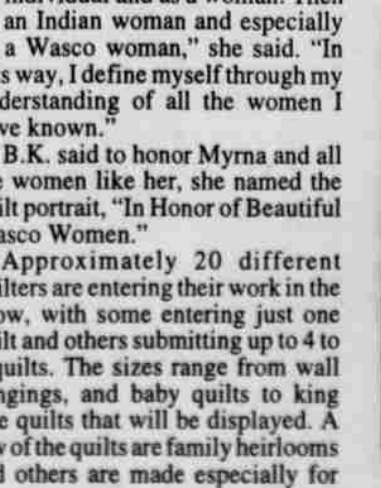 an Indian woman and especially
a Wasco woman," she said. "In
s way, I define myself through my
derstanding of all the women I
ve known."
B.K. said to honor Myrna and all
e women like her, she named the
ilt portrait, "In Honor of Beautiful
asco Women."
Approximately 20 different
ilters are entering their work in the
ow, with some entering just one
ilt and others submitting up to 4 to
quilts. The sizes range from wall
ngings, and baby quilts to king
e quilts that will be displayed. A
w of the quilts are family heirlooms
d others are made especially for